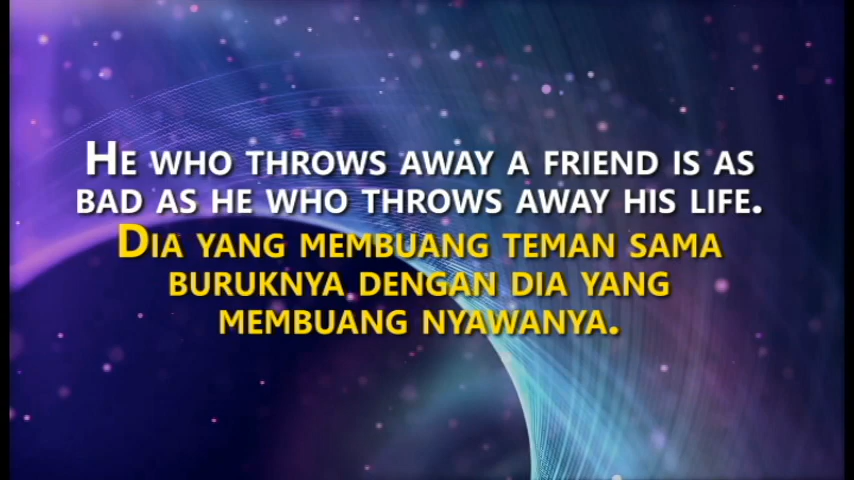 He who throws away a friend is as
bad as he who throws away his life.
Dia yang membuang teman sama
buruknya dengan dia yang
membuang nyawanya.